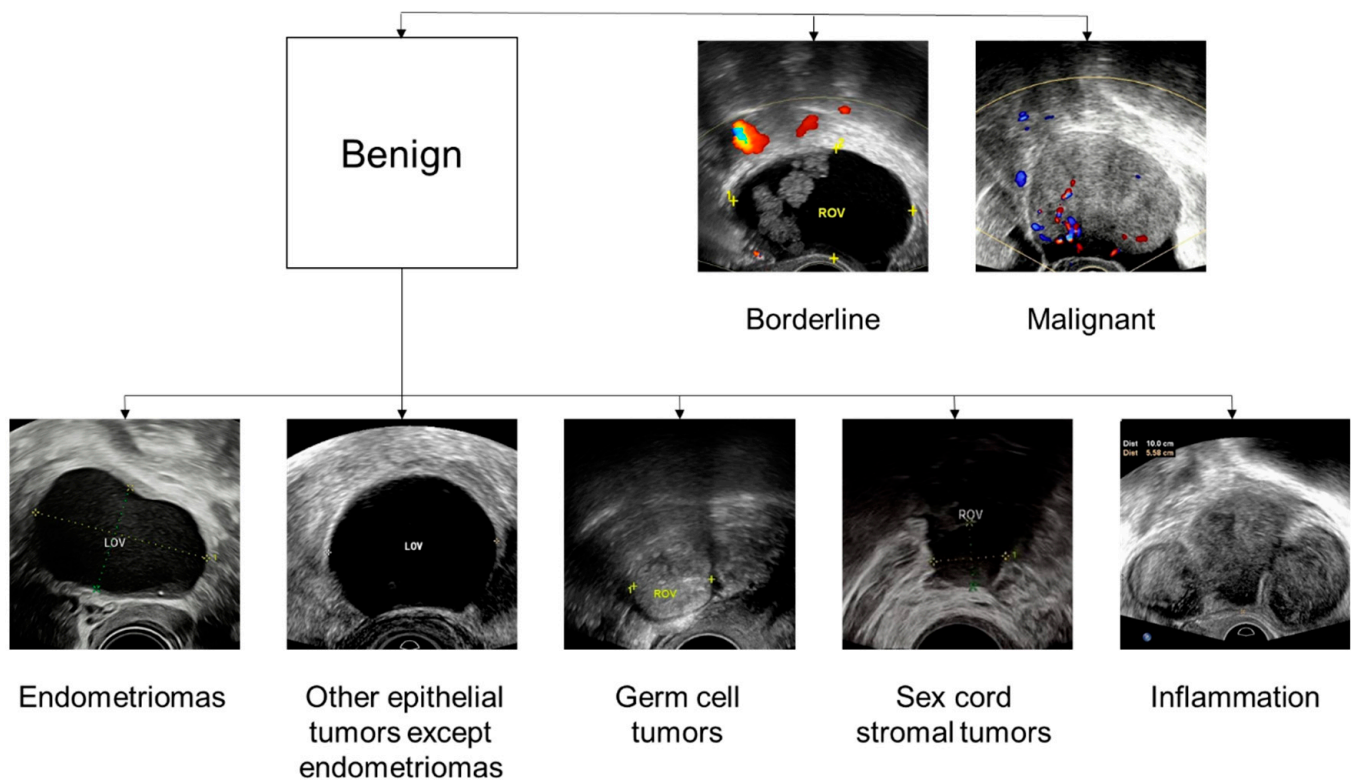 Benign
ROV
Borderline
Malignant
LOV
LOV
ROV
ROV
Dist 10.0 cm
Dist 5.58 cm
Endometriomas
Other epithelial
tumors except
endometriomas
Germ cell
tumors
Sex cord
stromal tumors
Inflammation